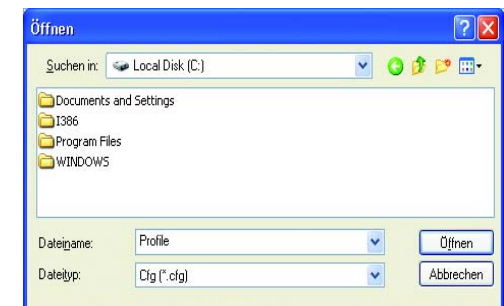 Öffnen
Suchen in: Local Disk (C:)
Documents and Settings
I386
Program Files
WINDOWS
Dateiname: Profile Öffnen
Dateityp: Cfg (*.cfg) Abbrechen